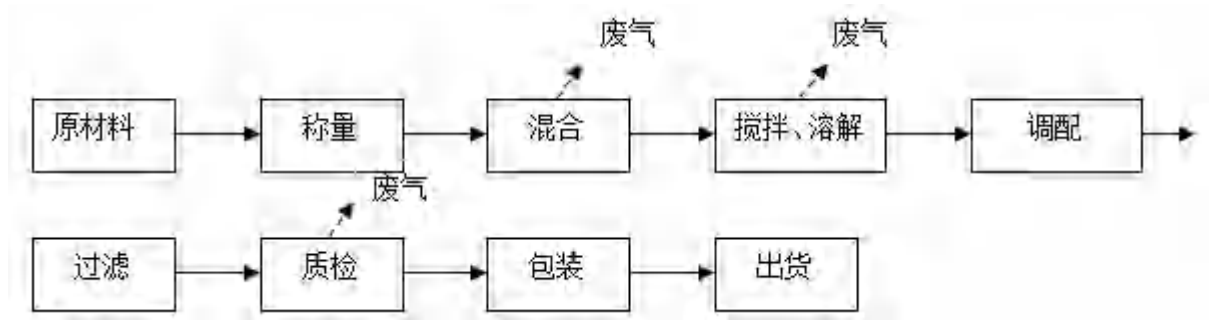 废气 废气
原材料 称量 混合 搅拌、溶解 调配
废气
过滤 质检 包装 出货